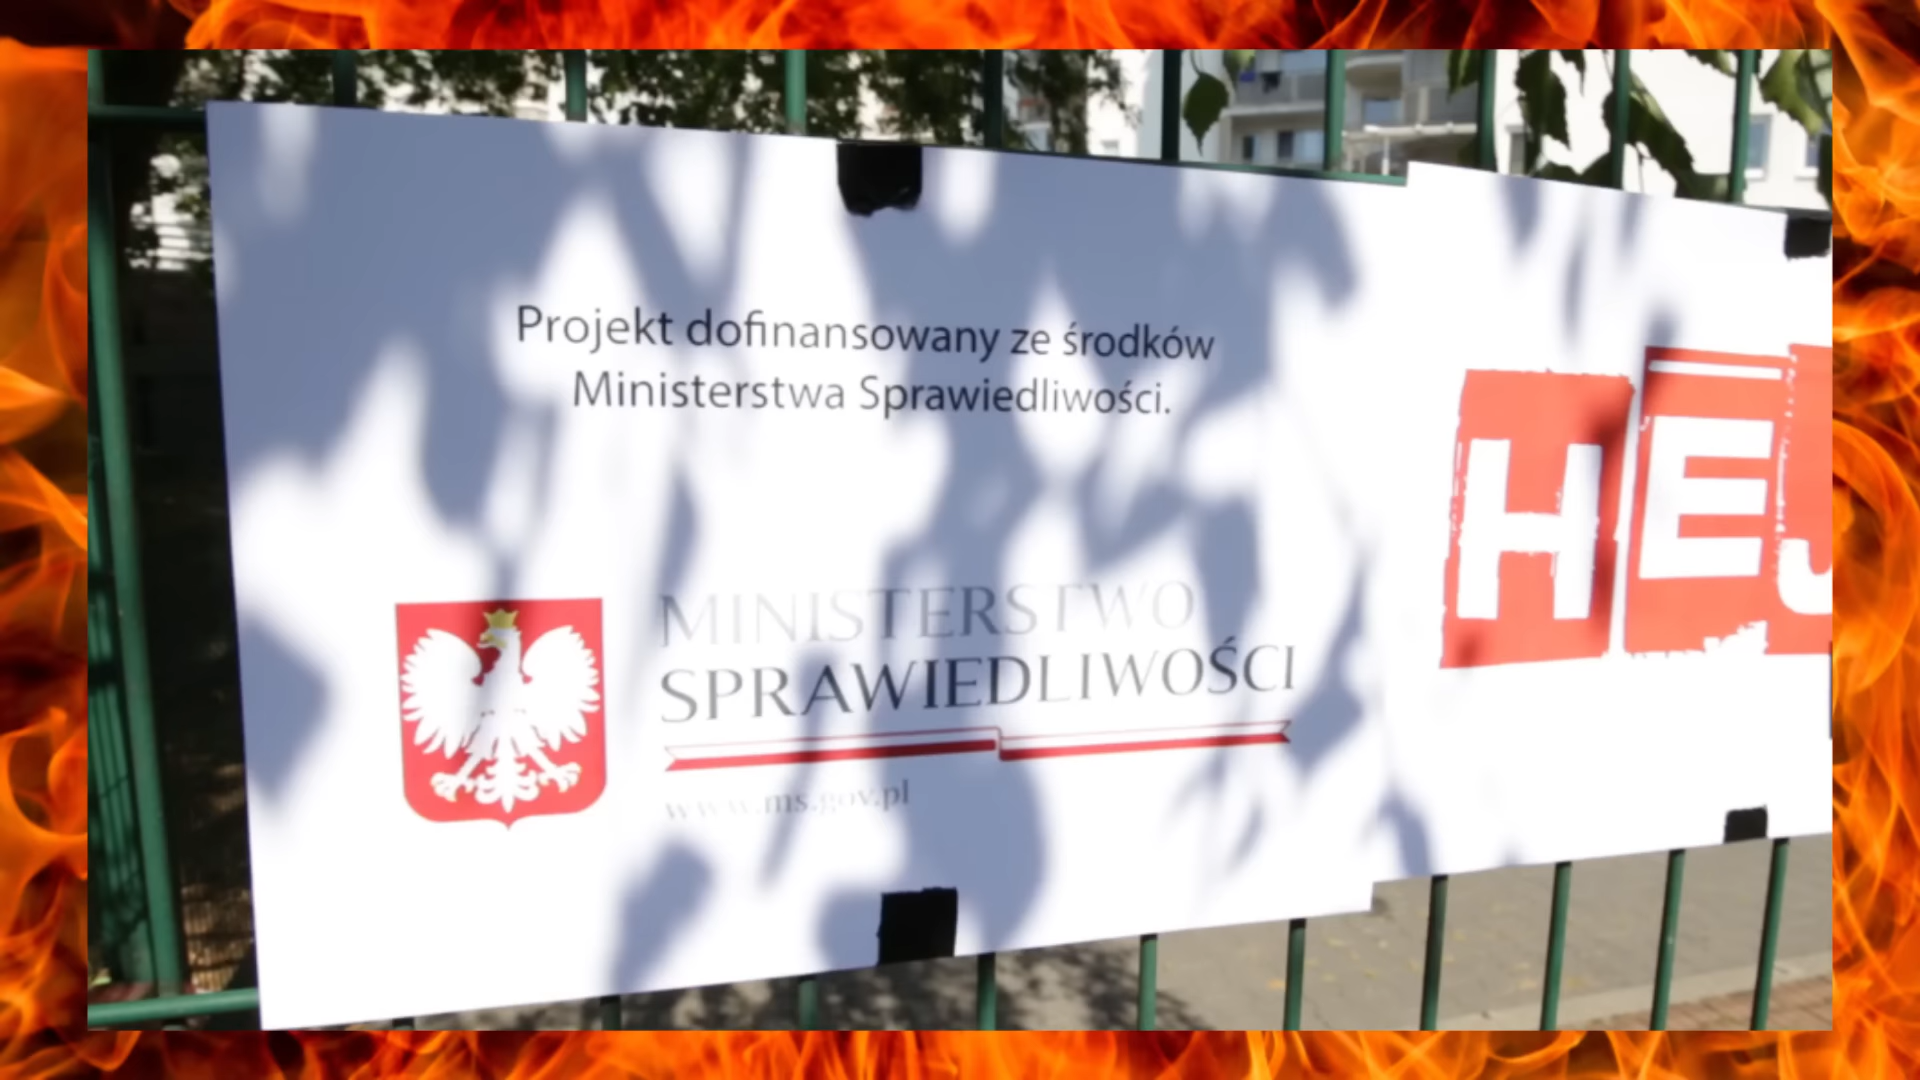 Projekt dofinansowany ze środków
Ministerstwa Sprawiedliwości.
MINISTERSTWO
SPRAWIEDLIWOŚCI
www.ms.gov.pl
HEJ